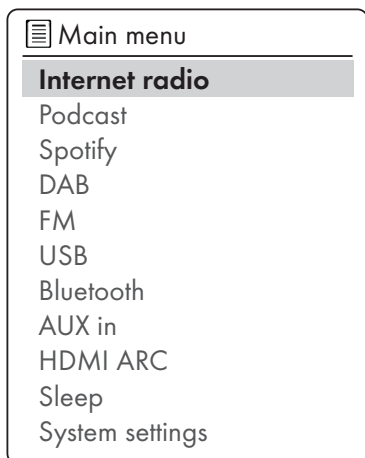 Main menu
Internet radio
Podcast
Spotify
DAB
FM
USB
Bluetooth
AUX in
HDMI ARC
Sleep
System settings